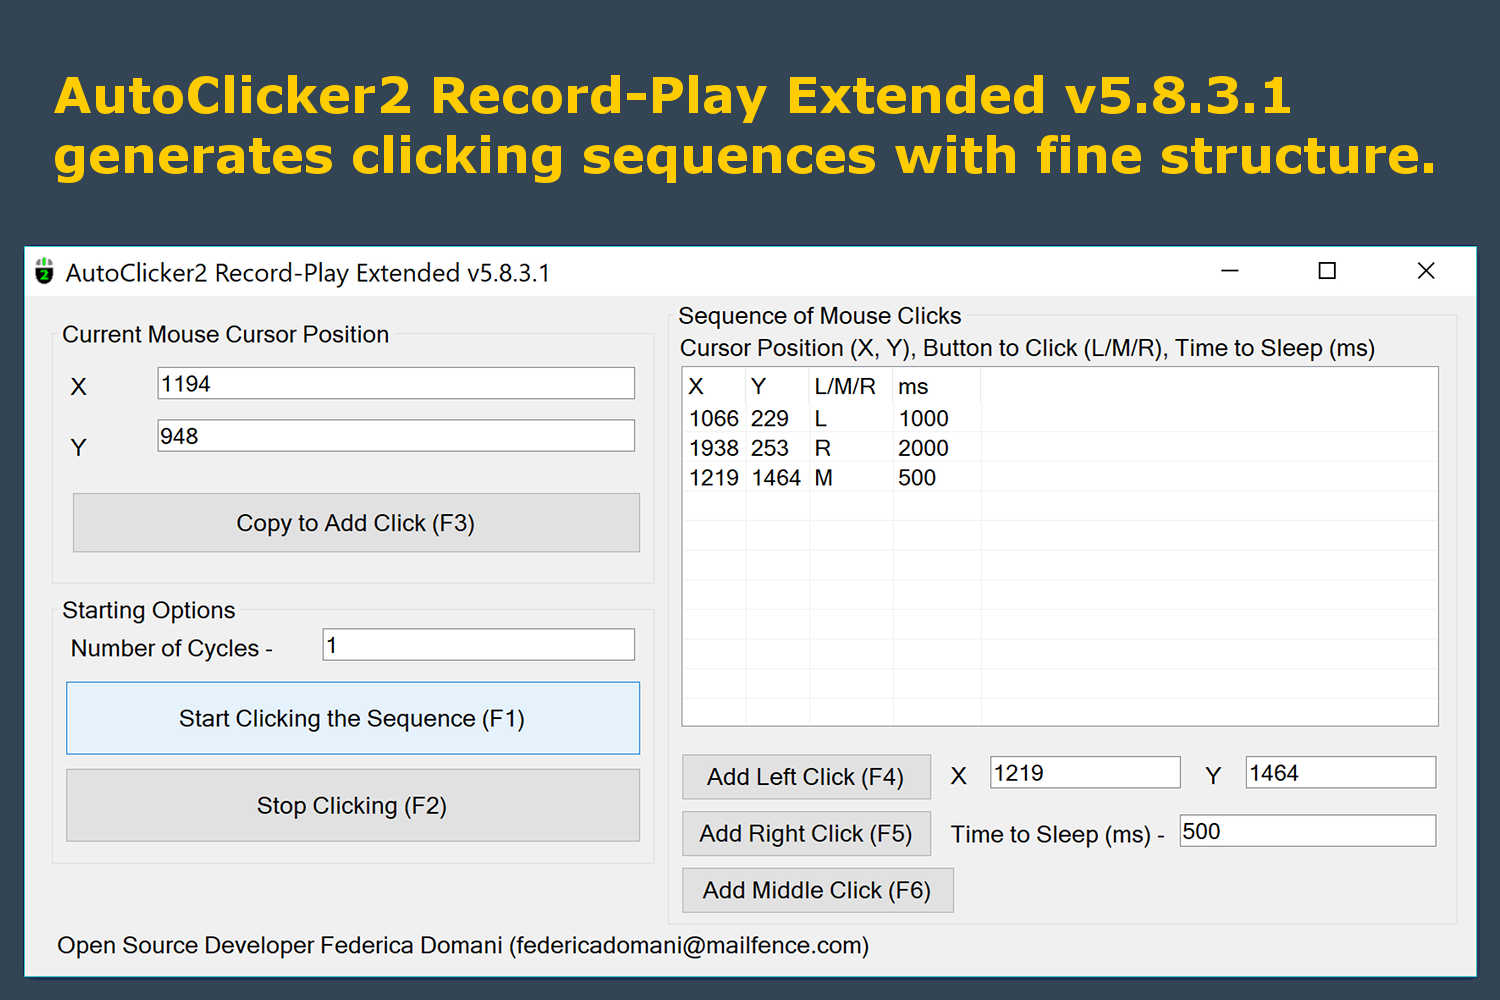 AutoClicker2 Record-Play Extended v5.8.3.1
generates clicking sequences with fine structure.
2
AutoClicker2 Record-Play Extended v5.8.3.1
Current Mouse Cursor Position
X 1194
Y 948
Copy to Add Click (F3)
Starting Options
Number of Cycles - 1
Start Clicking the Sequence (F1)
Stop Clicking (F2)
Sequence of Mouse Clicks
Cursor Position (X, Y), Button to Click (L/M/R), Time to Sleep (ms)
X Y L/M/R ms
1066 229 L 1000
1938 253 R 2000
1219 1464 M 500
Add Left Click (F4) X 1219 Y 1464
Add Right Click (F5) Time to Sleep (ms) - 500
Add Middle Click (F6)
Open Source Developer Federica Domani (federicadomani@mailfence.com)